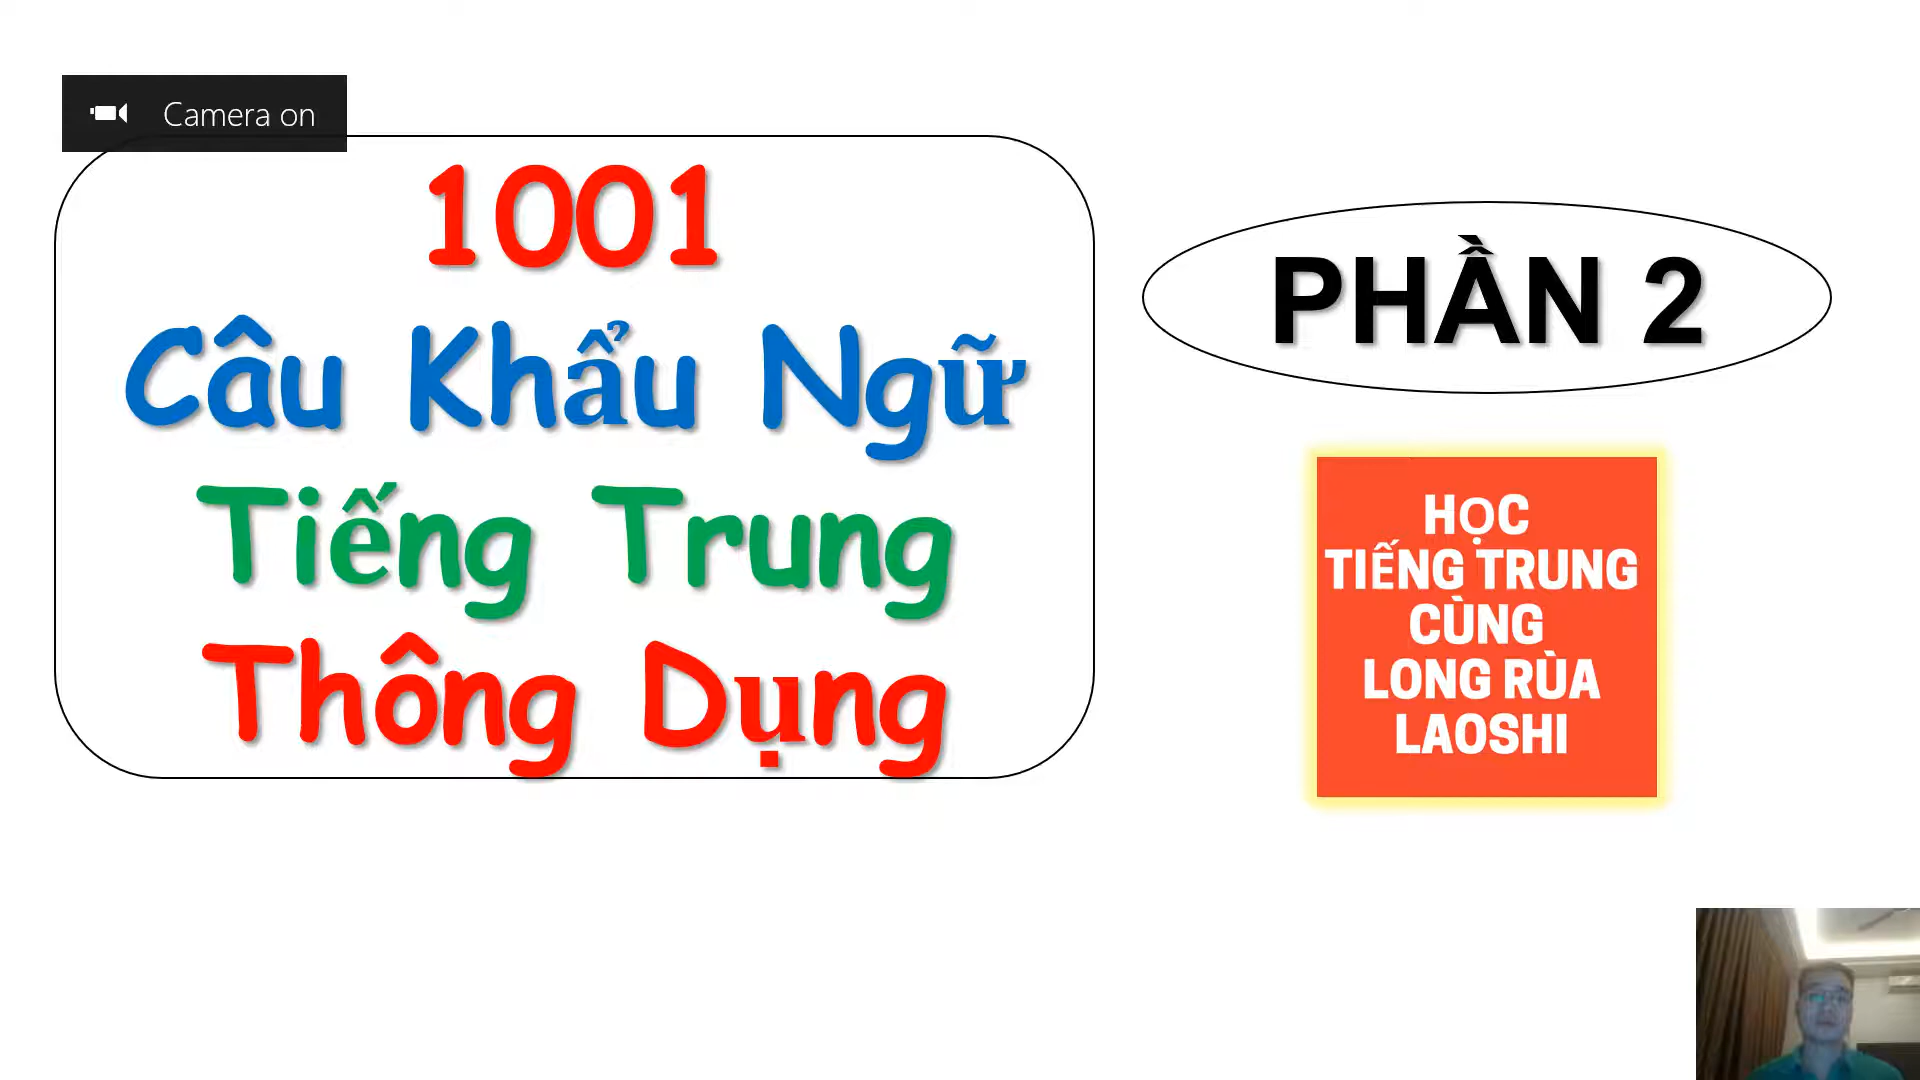 Camera on
1001
Câu Khẩu Ngữ
Tiếng Trung
Thông Dụng
PHẦN 2
HỌC
TIẾNG TRUNG
CÙNG
LONG RÙA
LAOSHI